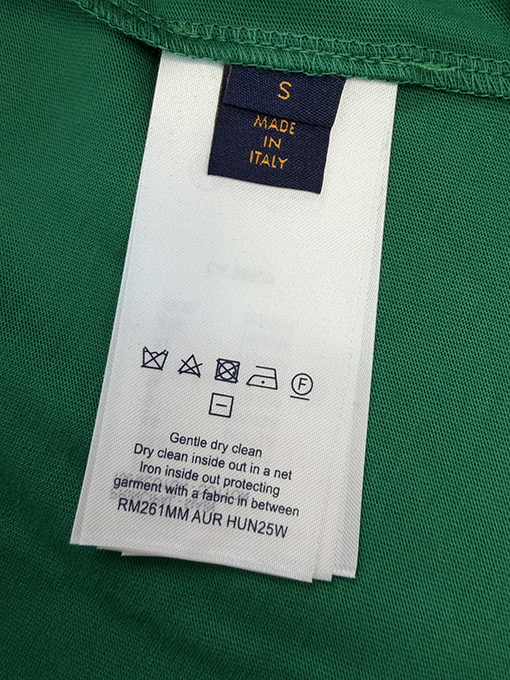 S
MADE
IN
ITALY
F
Gentle dry clean
Dry clean inside out in a net
Iron inside out protecting
garment with a fabric in between
RM261MM AUR HUN25W